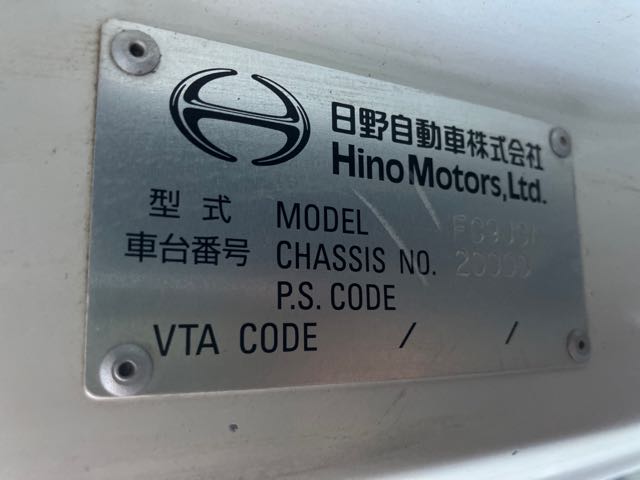 日野自動車株式会社
Hino Motors, Ltd.
型式 MODEL
車台番号 CHASSIS NO.
P.S. CODE
VTA CODE / /